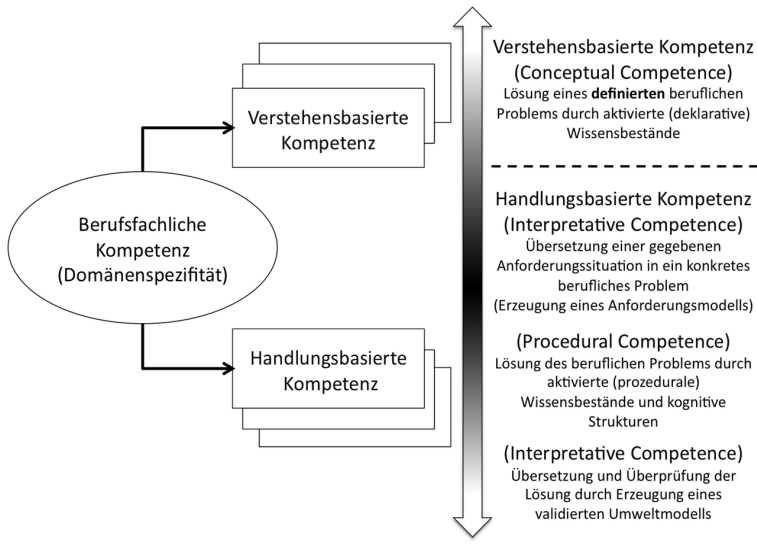 Verstehensbasierte
Kompetenz
Berufsfachliche
Kompetenz
(Domänenspezifität)
Handlungsbasierte
Kompetenz
Verstehensbasierte Kompetenz
(Conceptual Competence)
Lösung eines definierten beruflichen
Problems durch aktivierte (deklarative)
Wissensbestände
Handlungsbasierte Kompetenz
(Interpretative Competence)
Übersetzung einer gegebenen
Anforderungssituation in ein konkretes
berufliches Problem
(Erzeugung eines Anforderungsmodells)
(Procedural Competence)
Lösung des beruflichen Problems durch
aktivierte (prozedurale)
Wissensbestände und kognitive
Strukturen
(Interpretative Competence)
Übersetzung und Überprüfung der
Lösung durch Erzeugung eines
validierten Umweltmodells